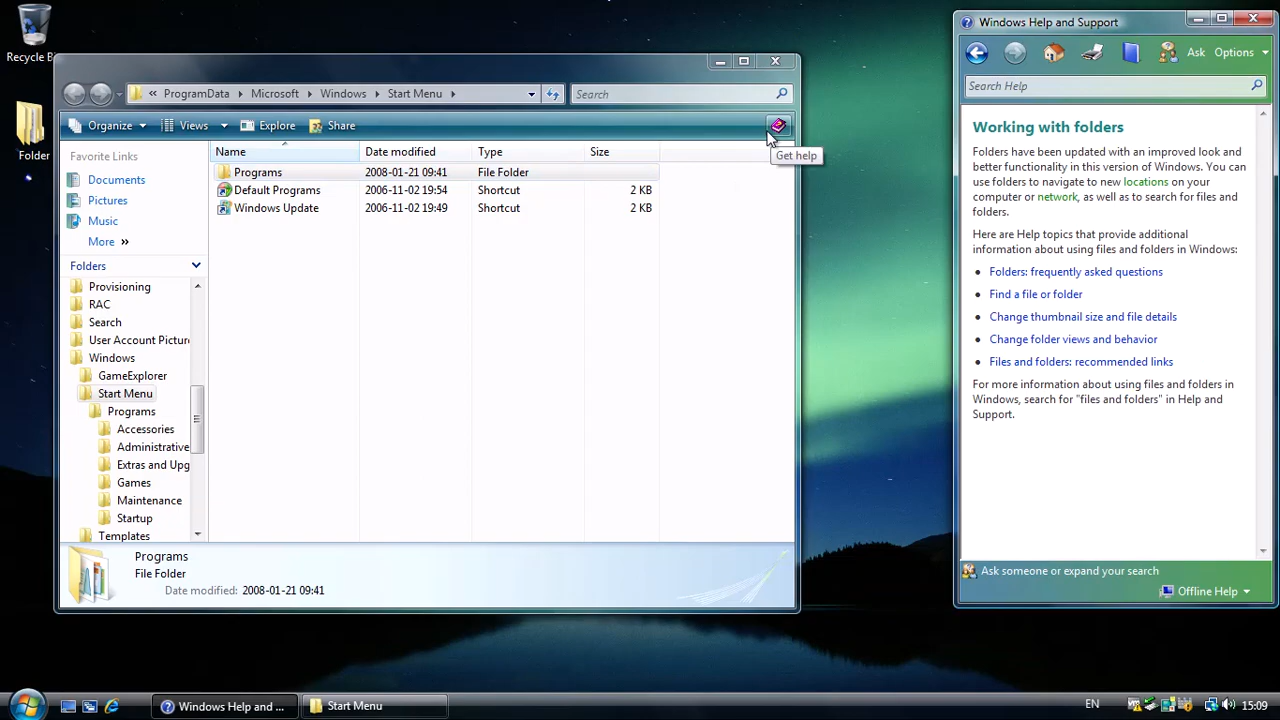 Recycle B
Folder
ProgramData
Microsoft
Windows
Start Menu
Search
Organize
Views
Explore
Share
Get help
Favorite Links
Documents
Pictures
Music
More »
Folders
Provisioning
RAC
Search
User Account Pictur
Windows
GameExplorer
Start Menu
Programs
Accessories
Administrative
Extras and Upg
Games
Maintenance
Startup
Templates
Name Date modified Type Size
Programs 2008-01-21 09:41 File Folder
Default Programs 2006-11-02 19:54 Shortcut 2 KB
Windows Update 2006-11-02 19:49 Shortcut 2 KB
Programs
File Folder
Date modified: 2008-01-21 09:41
Windows Help and Support
Ask Options
Search Help
Working with folders
Folders have been updated with an improved look and
better functionality in this version of Windows. You can
use folders to navigate to new locations on your
computer or network, as well as to search for files and
folders.
Here are Help topics that provide additional
information about using files and folders in Windows:
Folders: frequently asked questions
Find a file or folder
Change thumbnail size and file details
Change folder views and behavior
Files and folders: recommended links
For more information about using files and folders in
Windows, search for "files and folders" in Help and
Support.
Ask someone or expand your search
Offline Help
Windows Help and ...
Start Menu
EN
15:09